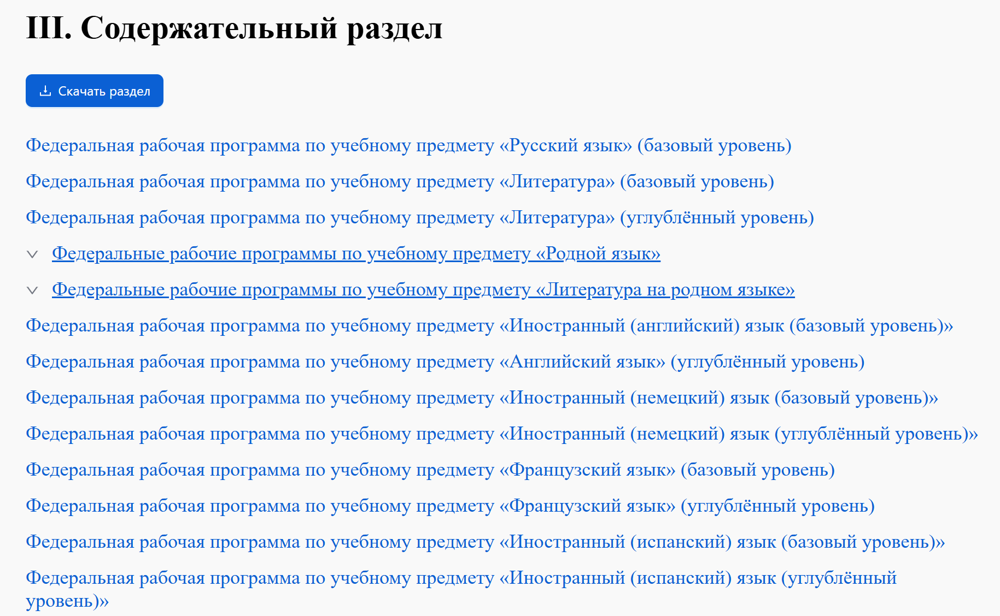 III. Содержательный раздел
Скачать раздел
Федеральная рабочая программа по учебному предмету «Русский язык» (базовый уровень)
Федеральная рабочая программа по учебному предмету «Литература» (базовый уровень)
Федеральная рабочая программа по учебному предмету «Литература» (углублённый уровень)
Федеральные рабочие программы по учебному предмету «Родной язык»
Федеральные рабочие программы по учебному предмету «Литература на родном языке»
Федеральная рабочая программа по учебному предмету «Иностранный (английский) язык (базовый уровень)»
Федеральная рабочая программа по учебному предмету «Английский язык» (углублённый уровень)
Федеральная рабочая программа по учебному предмету «Иностранный (немецкий) язык (базовый уровень)»
Федеральная рабочая программа по учебному предмету «Иностранный (немецкий) язык (углублённый уровень)»
Федеральная рабочая программа по учебному предмету «Французский язык» (базовый уровень)
Федеральная рабочая программа по учебному предмету «Французский язык» (углублённый уровень)
Федеральная рабочая программа по учебному предмету «Иностранный (испанский) язык (базовый уровень)»
Федеральная рабочая программа по учебному предмету «Иностранный (испанский) язык (углублённый
уровень)»